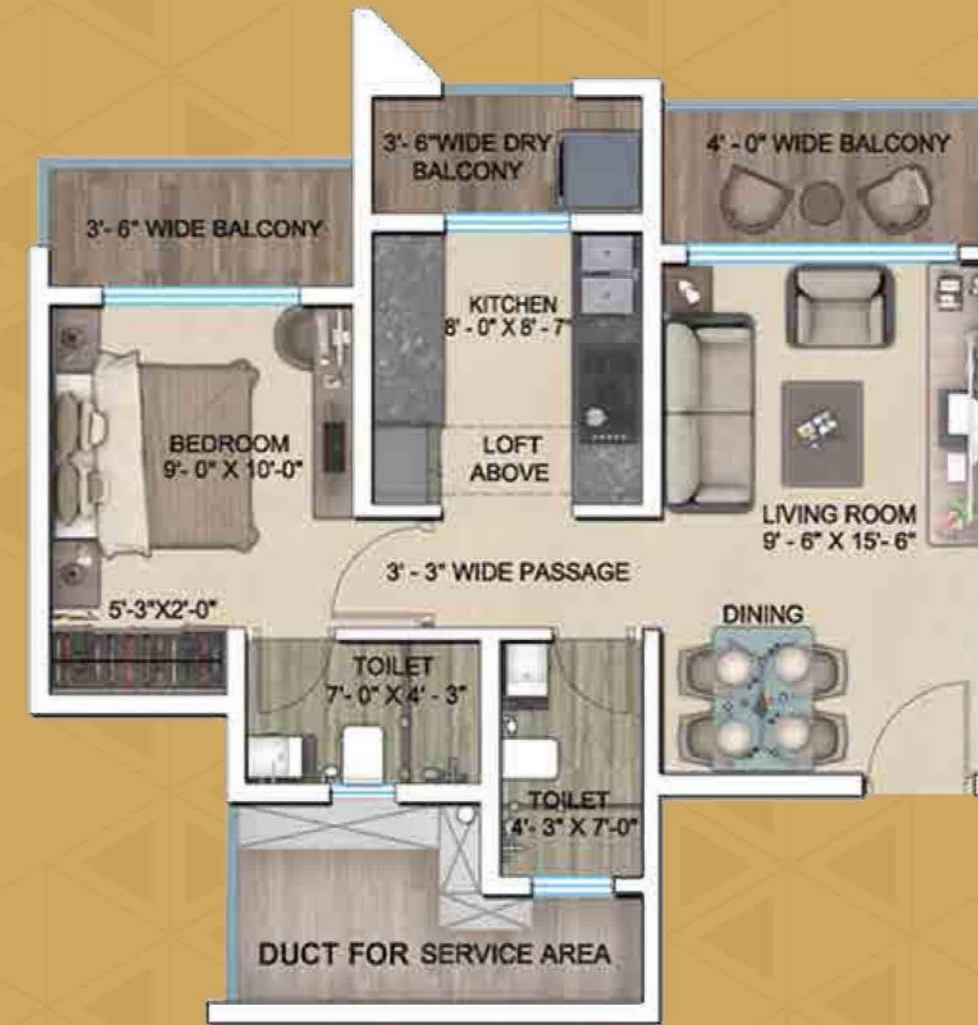 3'- 6"WIDE DRY
BALCONY
4' - 0" WIDE BALCONY
3'- 6" WIDE BALCONY
KITCHEN
8' - 0" X 8' - 7"
BEDROOM
9'- 0" X 10'-0"
LOFT
ABOVE
LIVING ROOM
9' - 6" X 15'- 6"
3' - 3" WIDE PASSAGE
5'-3"X2'-0"
DINING
TOILET
7'- 0" X 4' - 3"
TOILET
4'- 3" X 7'-0"
DUCT FOR SERVICE AREA